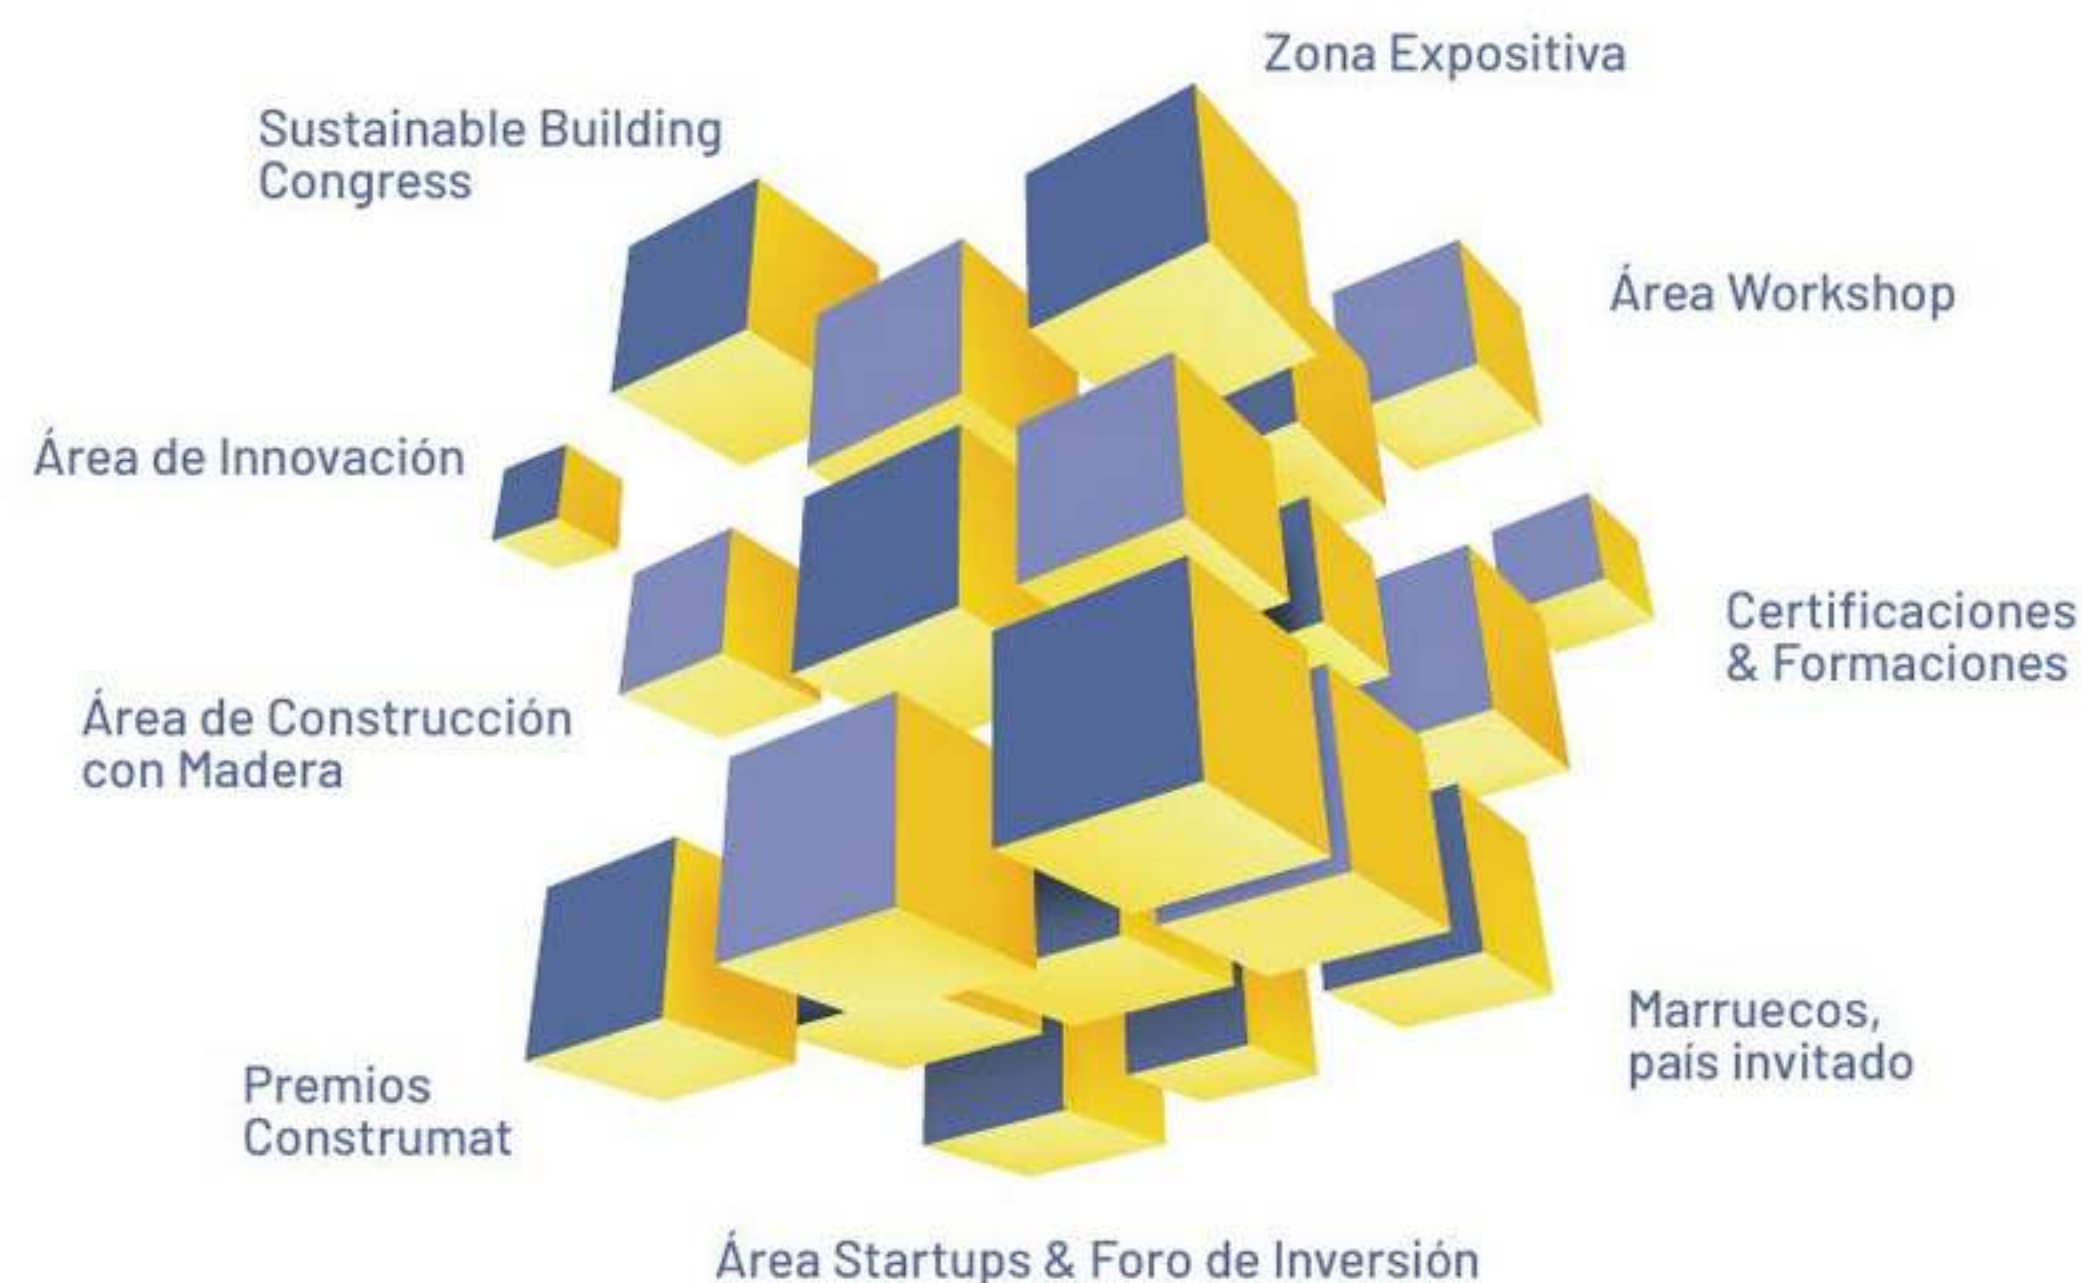 Zona Expositiva
Sustainable Building
Congress
Área Workshop
Área de Innovación
Certificaciones
& Formaciones
Área de Construcción
con Madera
Marruecos,
país invitado
Premios
Construmat
Área Startups & Foro de Inversión